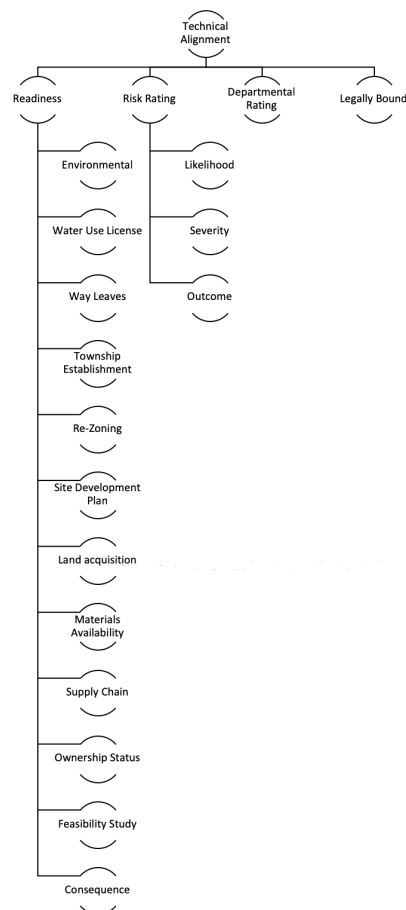 Technical
Alignment
Readiness
Risk Rating
Departmental
Rating
Legally Bound
Environmental
Likelihood
Water Use License
Severity
Way Leaves
Outcome
Township
Establishment
Re-Zoning
Site Development
Plan
Land acquisition
Materials
Availability
Supply Chain
Ownership Status
Feasibility Study
Consequence